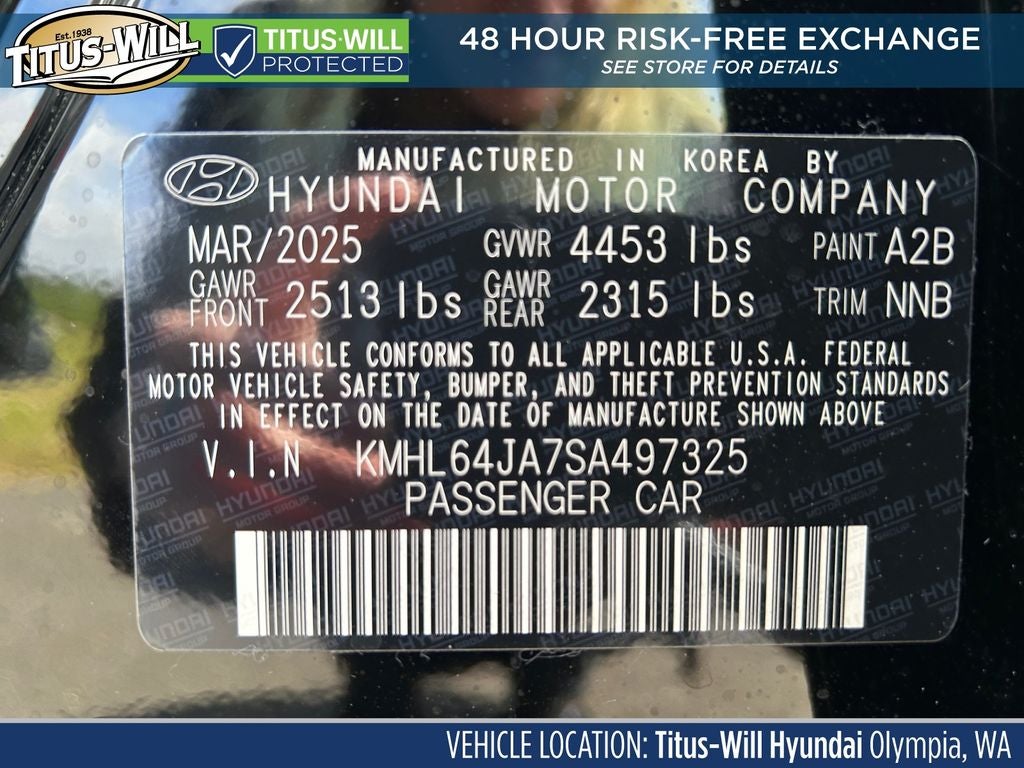 Est. 1938
TITUS-WILL
TITUS-WILL
PROTECTED
48 HOUR RISK-FREE EXCHANGE
SEE STORE FOR DETAILS
MANUFACTURED IN KOREA BY
HYUNDAI MOTOR COMPANY
MAR/2025 GVWR 4453 lbs PAINT A2B
GAWR FRONT 2513 lbs GAWR REAR 2315 lbs TRIM NNB
THIS VEHICLE CONFORMS TO ALL APPLICABLE U.S.A. FEDERAL
MOTOR VEHICLE SAFETY, BUMPER, AND THEFT PREVENTION STANDARDS
IN EFFECT ON THE DATE OF MANUFACTURE SHOWN ABOVE
V.I.N KMHL64JA7SA497325
PASSENGER CAR
VEHICLE LOCATION: Titus-Will Hyundai Olympia, WA